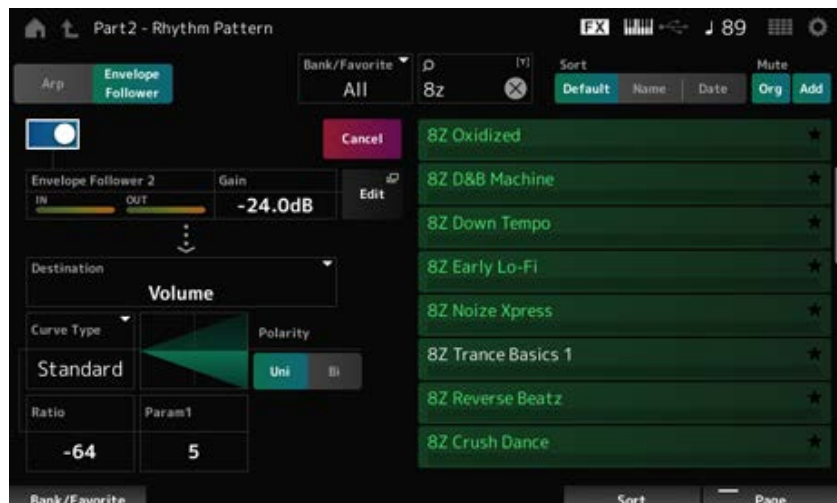 Part2 - Rhythm Pattern
FX
♩ 89
Arp
Envelope
Follower
Bank/Favorite
All
[Y]
8z
Sort
Default Name Date
Mute
Org Add
Cancel
Envelope Follower 2
IN OUT
Gain
-24.0dB
Edit
Destination
Volume
Curve Type
Standard
Polarity
Uni Bi
Ratio
-64
Param1
5
8Z Oxidized
8Z D&B Machine
8Z Down Tempo
8Z Early Lo-Fi
8Z Noize Xpress
8Z Trance Basics 1
8Z Reverse Beatz
8Z Crush Dance
Bank/Favorite
Sort
Page